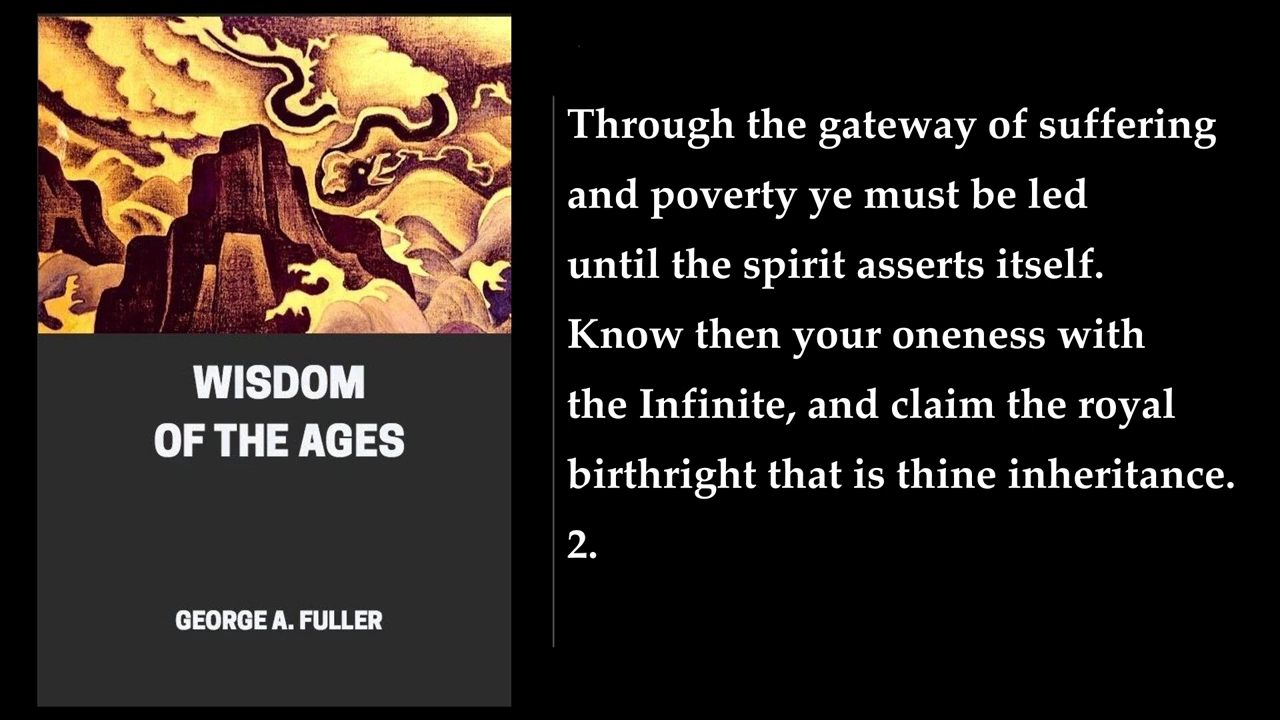 WISDOM
OF THE AGES
GEORGE A. FULLER
Through the gateway of suffering
and poverty ye must be led
until the spirit asserts itself.
Know then your oneness with
the Infinite, and claim the royal
birthright that is thine inheritance.
2.